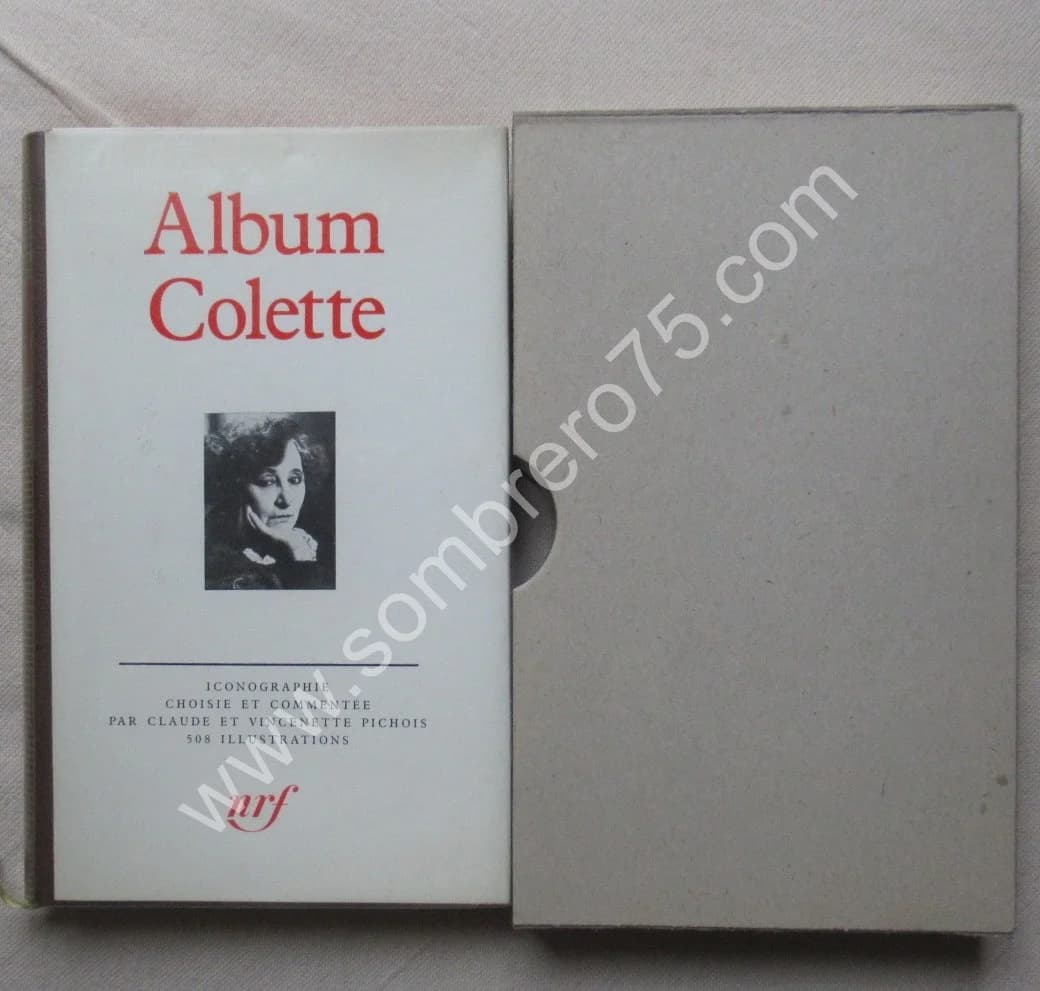 Album
Colette
ICONOGRAPHIE
CHOISIE ET COMMENTÉE
PAR CLAUDE ET VINCENETTE PICHOIS
508 ILLUSTRATIONS
nrf
www.sombrero75.com